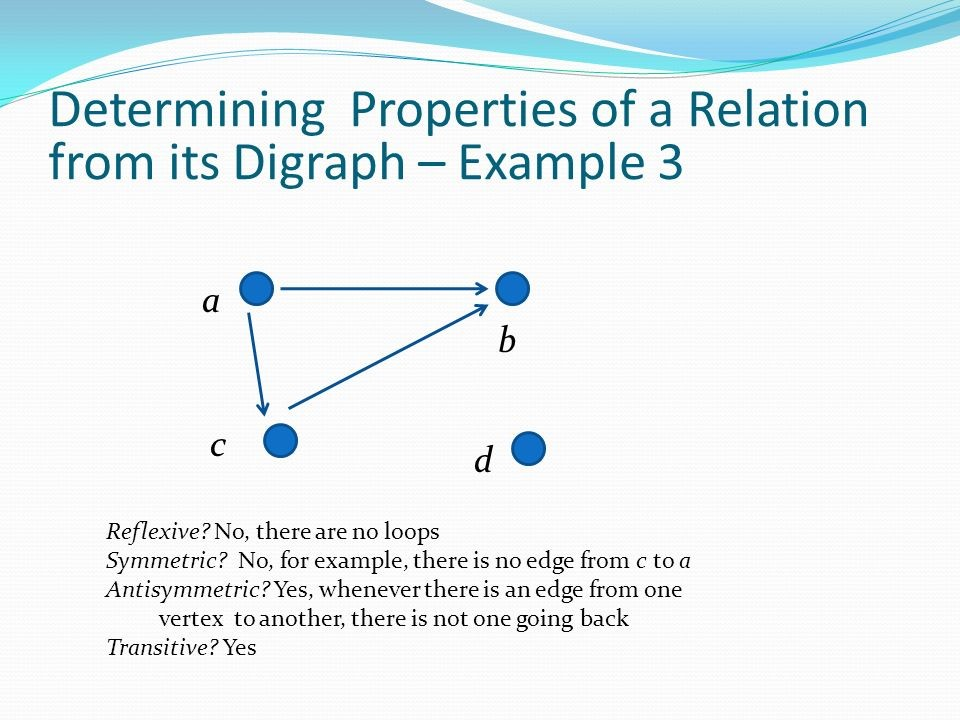 Determining Properties of a Relation
from its Digraph – Example 3
a
b
c
d
Reflexive? No, there are no loops
Symmetric? No, for example, there is no edge from c to a
Antisymmetric? Yes, whenever there is an edge from one
vertex to another, there is not one going back
Transitive? Yes